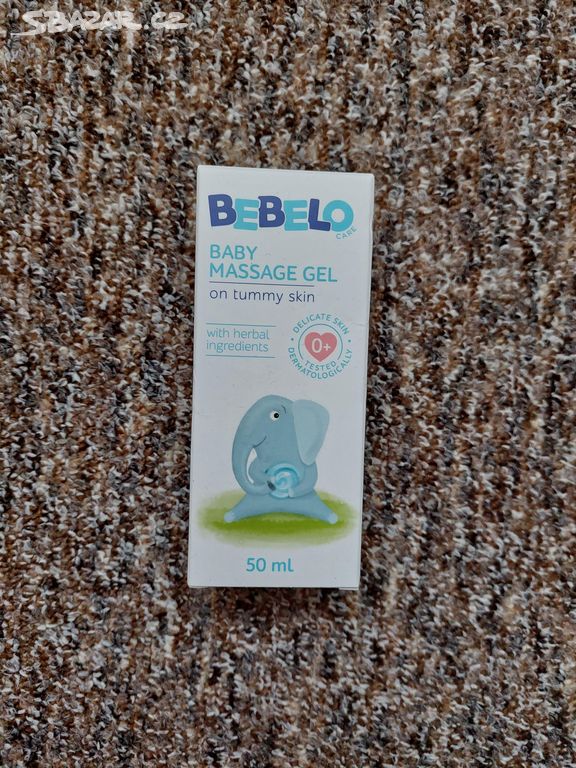 SBAZAR.CZ
BEBELO
CARE
BABY
MASSAGE GEL
on tummy skin
with herbal
ingredients
DELICATE SKIN
0+
TESTED
DERMATOLOGICALLY
50 ml